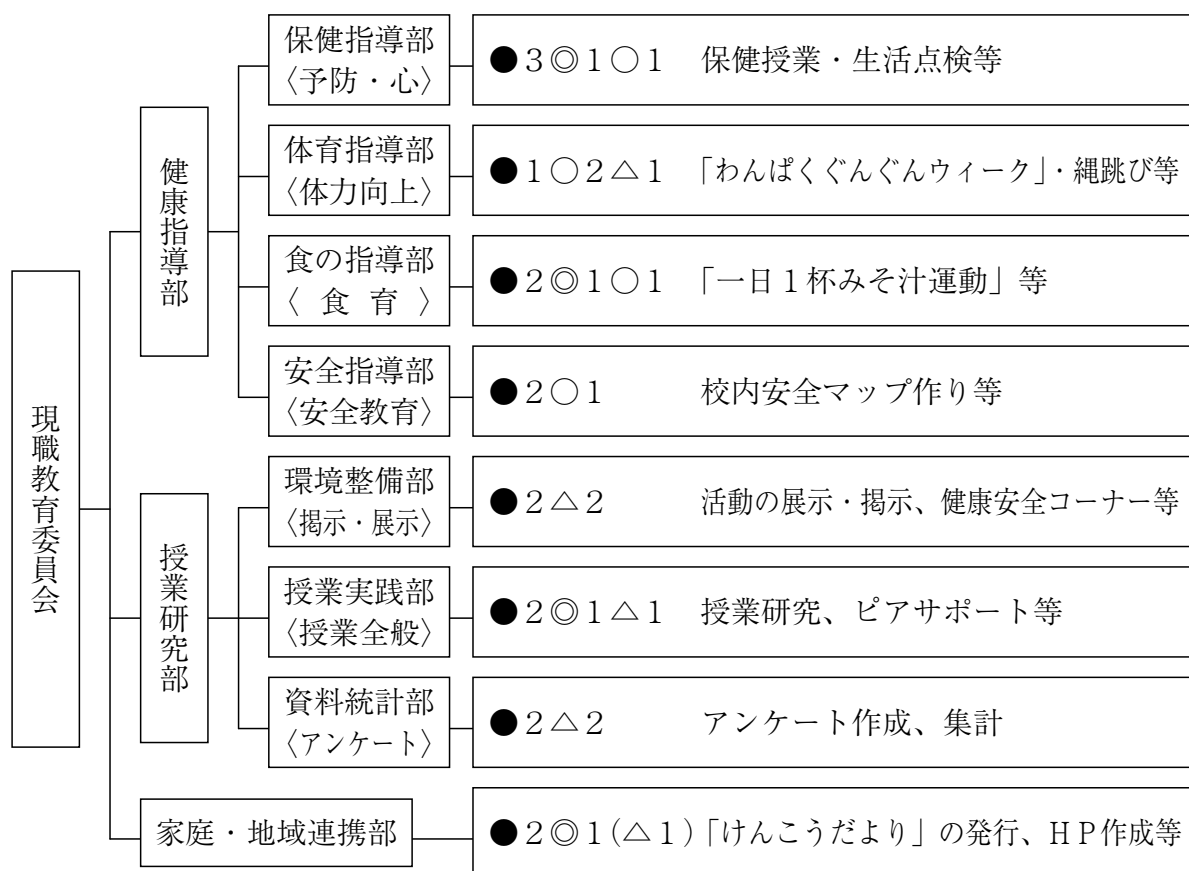 現職教育委員会
健康指導部
保健指導部
〈予防・心〉
●3◎1○1 保健授業・生活点検等
体育指導部
〈体力向上〉
●1○2△1 「わんぱくぐんぐんウィーク」・縄跳び等
食の指導部
〈食育〉
●2◎1○1 「一日1杯みそ汁運動」等
安全指導部
〈安全教育〉
●2○1 校内安全マップ作り等
授業研究部
環境整備部
〈掲示・展示〉
●2△2 活動の展示・掲示、健康安全コーナー等
授業実践部
〈授業全般〉
●2◎1△1 授業研究、ピアサポート等
資料統計部
〈アンケート〉
●2△2 アンケート作成、集計
家庭・地域連携部
●2◎1(△1)「けんこうだより」の発行、HP作成等